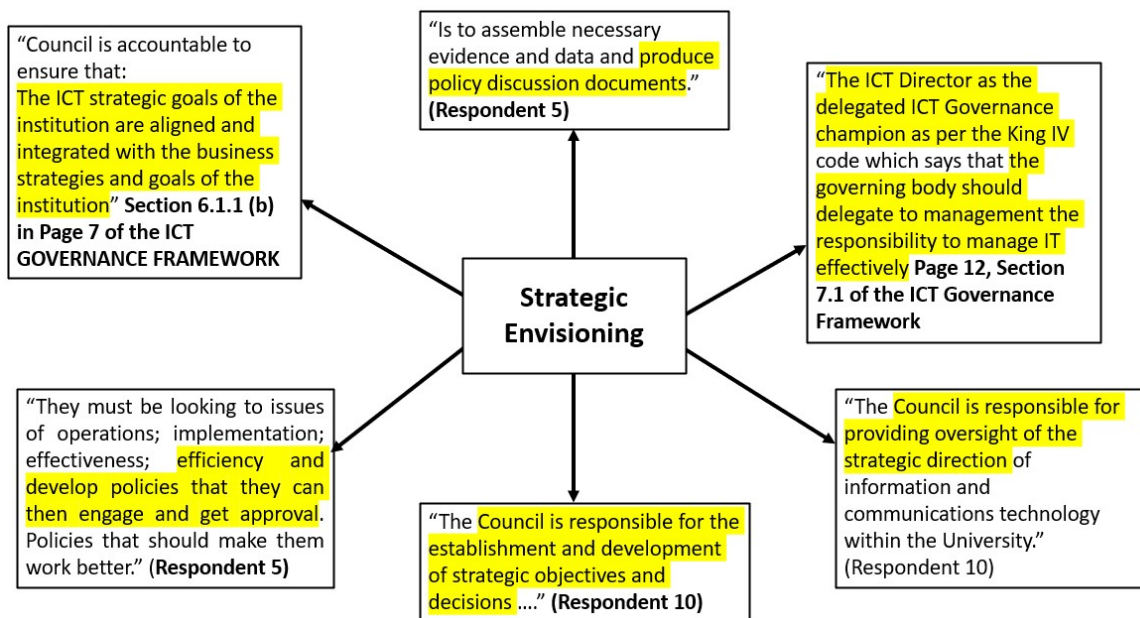 “Council is accountable to
ensure that:
The ICT strategic goals of the
institution are aligned and
integrated with the business
strategies and goals of the
institution” Section 6.1.1 (b)
in Page 7 of the ICT
GOVERNANCE FRAMEWORK
“Is to assemble necessary
evidence and data and produce
policy discussion documents.”
(Respondent 5)
“The ICT Director as the
delegated ICT Governance
champion as per the King IV
code which says that the
governing body should
delegate to management the
responsibility to manage IT
effectively Page 12, Section
7.1 of the ICT Governance
Framework
Strategic
Envisioning
“They must be looking to issues
of operations; implementation;
effectiveness; efficiency and
develop policies that they can
then engage and get approval.
Policies that should make them
work better.” (Respondent 5)
“The Council is responsible for the
establishment and development
of strategic objectives and
decisions ....” (Respondent 10)
“The Council is responsible for
providing oversight of the
strategic direction of
information and
communications technology
within the University.”
(Respondent 10)